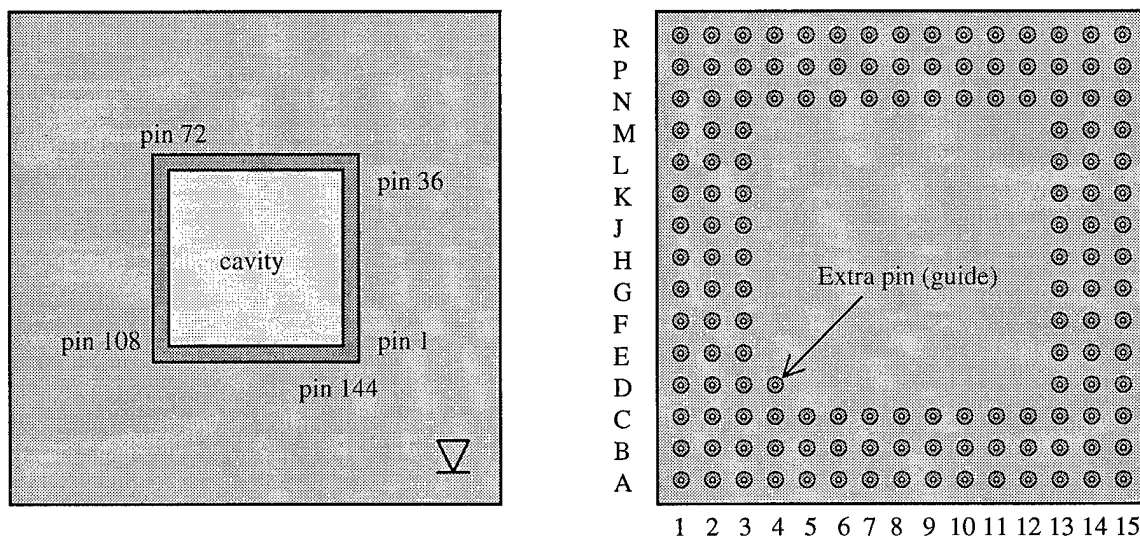 pin 72
pin 36
cavity
pin 108
pin 1
pin 144
R
P
N
M
L
K
J
H
G
Extra pin (guide)
F
E
D
C
B
A
1 2 3 4 5 6 7 8 9 10 11 12 13 14 15